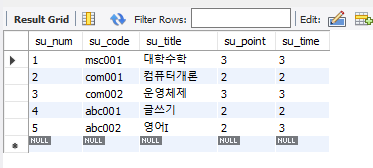 Result Grid Filter Rows: Edit:
su_num su_code su_title su_point su_time
1 msc001 대학수학 3 3
2 com001 컴퓨터개론 2 2
3 com002 운영체제 3 3
4 abc001 글쓰기 2 2
5 abc002 영어I 2 3
NULL NULL NULL NULL NULL